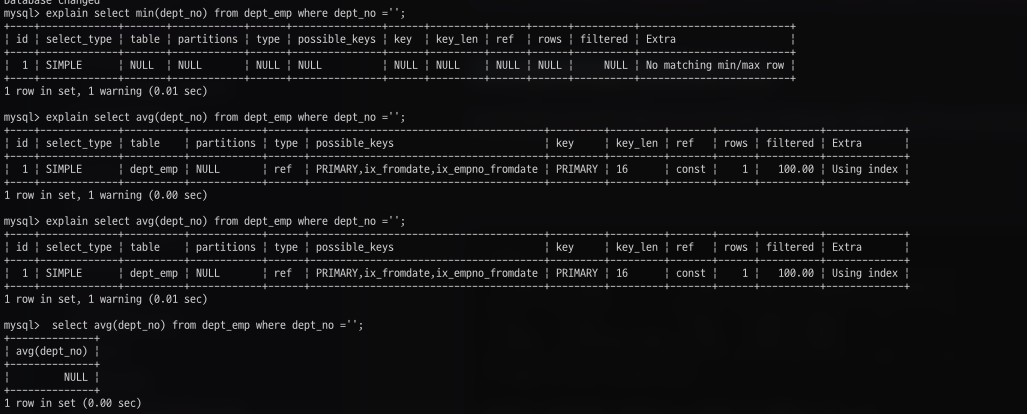 Database changed
mysql> explain select min(dept_no) from dept_emp where dept_no ='';
+----+-------------+-------+------------+------+---------------+------+---------+------+------+----------+-------------------------+
| id | select_type | table | partitions | type | possible_keys | key | key_len | ref | rows | filtered | Extra |
+----+-------------+-------+------------+------+---------------+------+---------+------+------+----------+-------------------------+
| 1 | SIMPLE | NULL | NULL | NULL | NULL | NULL | NULL | NULL | NULL | NULL | No matching min/max row |
+----+-------------+-------+------------+------+---------------+------+---------+------+------+----------+-------------------------+
1 row in set, 1 warning (0.01 sec)
mysql> explain select avg(dept_no) from dept_emp where dept_no ='';
+----+-------------+----------+------------+------+---------------------------------------+---------+---------+-------+------+----------+-------------+
| id | select_type | table | partitions | type | possible_keys | key | key_len | ref | rows | filtered | Extra |
+----+-------------+----------+------------+------+---------------------------------------+---------+---------+-------+------+----------+-------------+
| 1 | SIMPLE | dept_emp | NULL | ref | PRIMARY,ix_fromdate,ix_empno_fromdate | PRIMARY | 16 | const | 1 | 100.00 | Using index |
+----+-------------+----------+------------+------+---------------------------------------+---------+---------+-------+------+----------+-------------+
1 row in set, 1 warning (0.00 sec)
mysql> explain select avg(dept_no) from dept_emp where dept_no ='';
+----+-------------+----------+------------+------+---------------------------------------+---------+---------+-------+------+----------+-------------+
| id | select_type | table | partitions | type | possible_keys | key | key_len | ref | rows | filtered | Extra |
+----+-------------+----------+------------+------+---------------------------------------+---------+---------+-------+------+----------+-------------+
| 1 | SIMPLE | dept_emp | NULL | ref | PRIMARY,ix_fromdate,ix_empno_fromdate | PRIMARY | 16 | const | 1 | 100.00 | Using index |
+----+-------------+----------+------------+------+---------------------------------------+---------+---------+-------+------+----------+-------------+
1 row in set, 1 warning (0.01 sec)
mysql>  select avg(dept_no) from dept_emp where dept_no ='';
+--------------+
| avg(dept_no) |
+--------------+
| NULL |
+--------------+
1 row in set (0.00 sec)